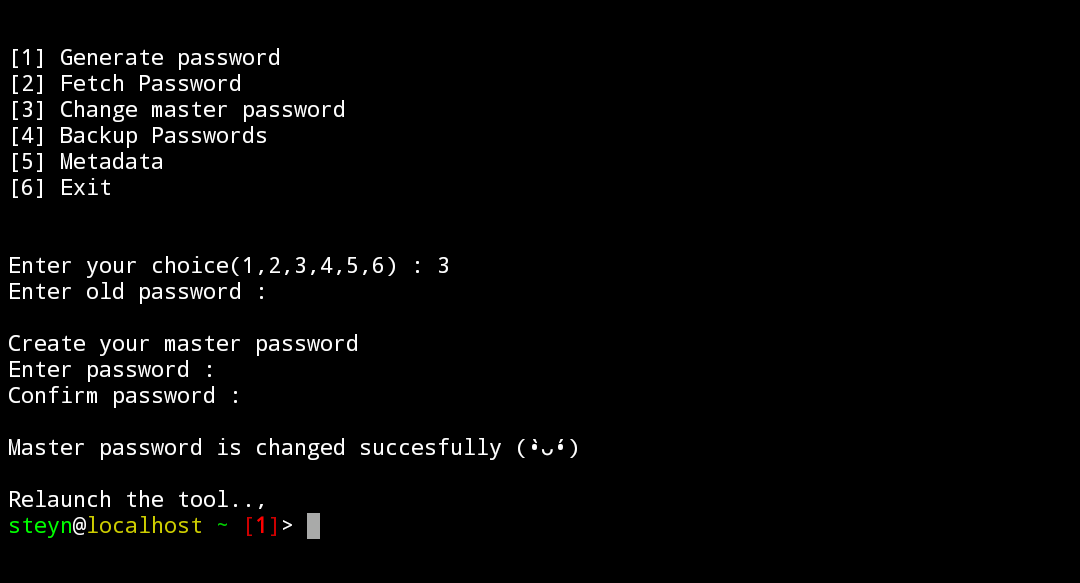 [1] Generate password
[2] Fetch Password
[3] Change master password
[4] Backup Passwords
[5] Metadata
[6] Exit
Enter your choice(1,2,3,4,5,6) : 3
Enter old password :
Create your master password
Enter password :
Confirm password :
Master password is changed succesfully (•̀ᴗ•́)
Relaunch the tool..,
steyn@localhost ~ [1]>